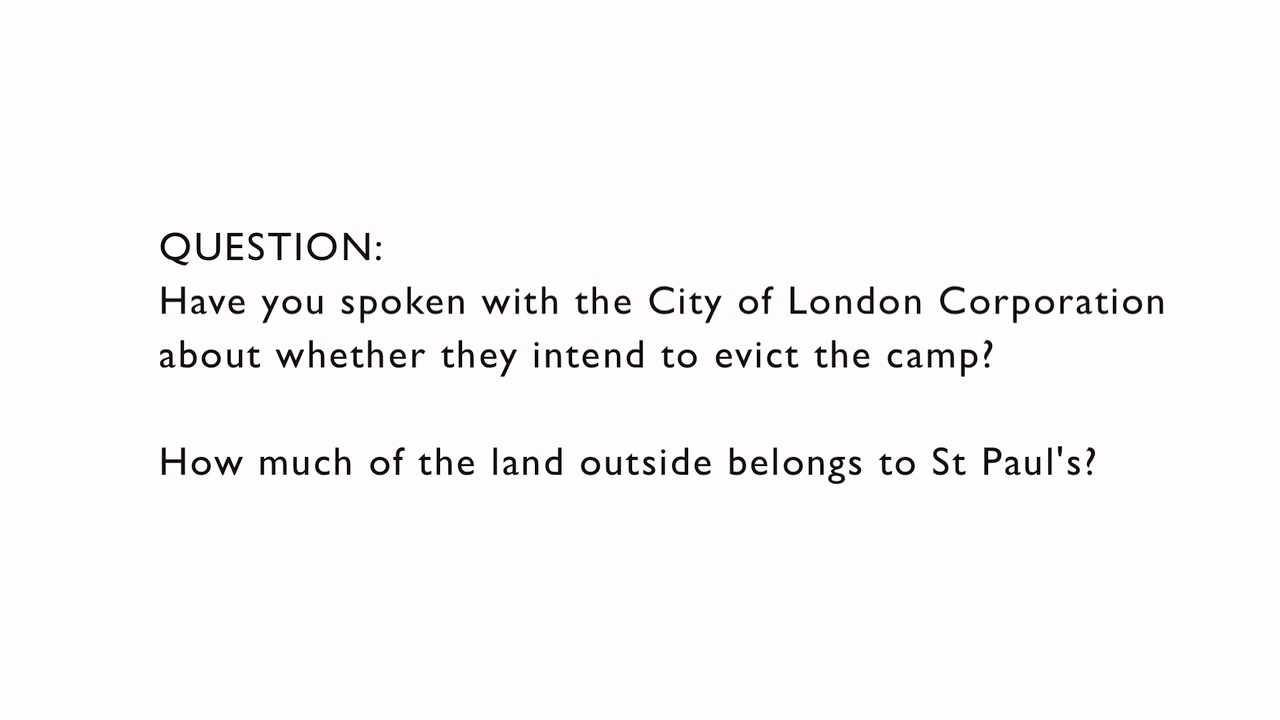 QUESTION:
Have you spoken with the City of London Corporation
about whether they intend to evict the camp?
How much of the land outside belongs to St Paul's?